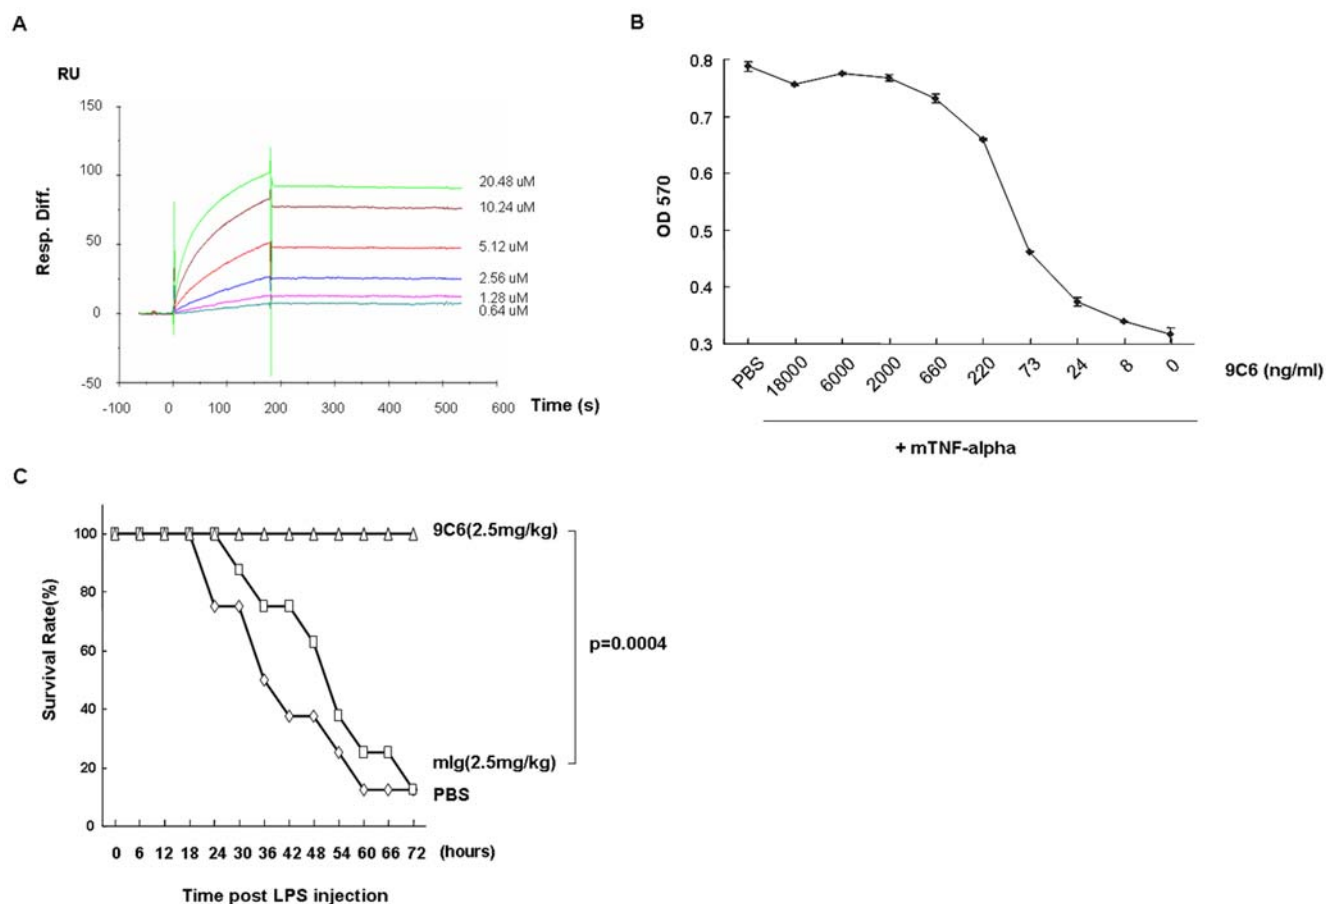 A
RU
150
100
50
0
-50
Resp. Diff.
-100 0 100 200 300 400 500 600
Time (s)
20.48 uM
10.24 uM
5.12 uM
2.56 uM
1.28 uM
0.64 uM
B
0.8
0.7
0.6
0.5
0.4
0.3
OD 570
PBS 18000 6000 2000 660 220 73 24 8 0
9C6 (ng/ml)
+ mTNF-alpha
C
100
80
60
40
20
0
Survival Rate(%)
0 6 12 18 24 30 36 42 48 54 60 66 72 (hours)
Time post LPS injection
9C6(2.5mg/kg)
p=0.0004
mIg(2.5mg/kg)
PBS